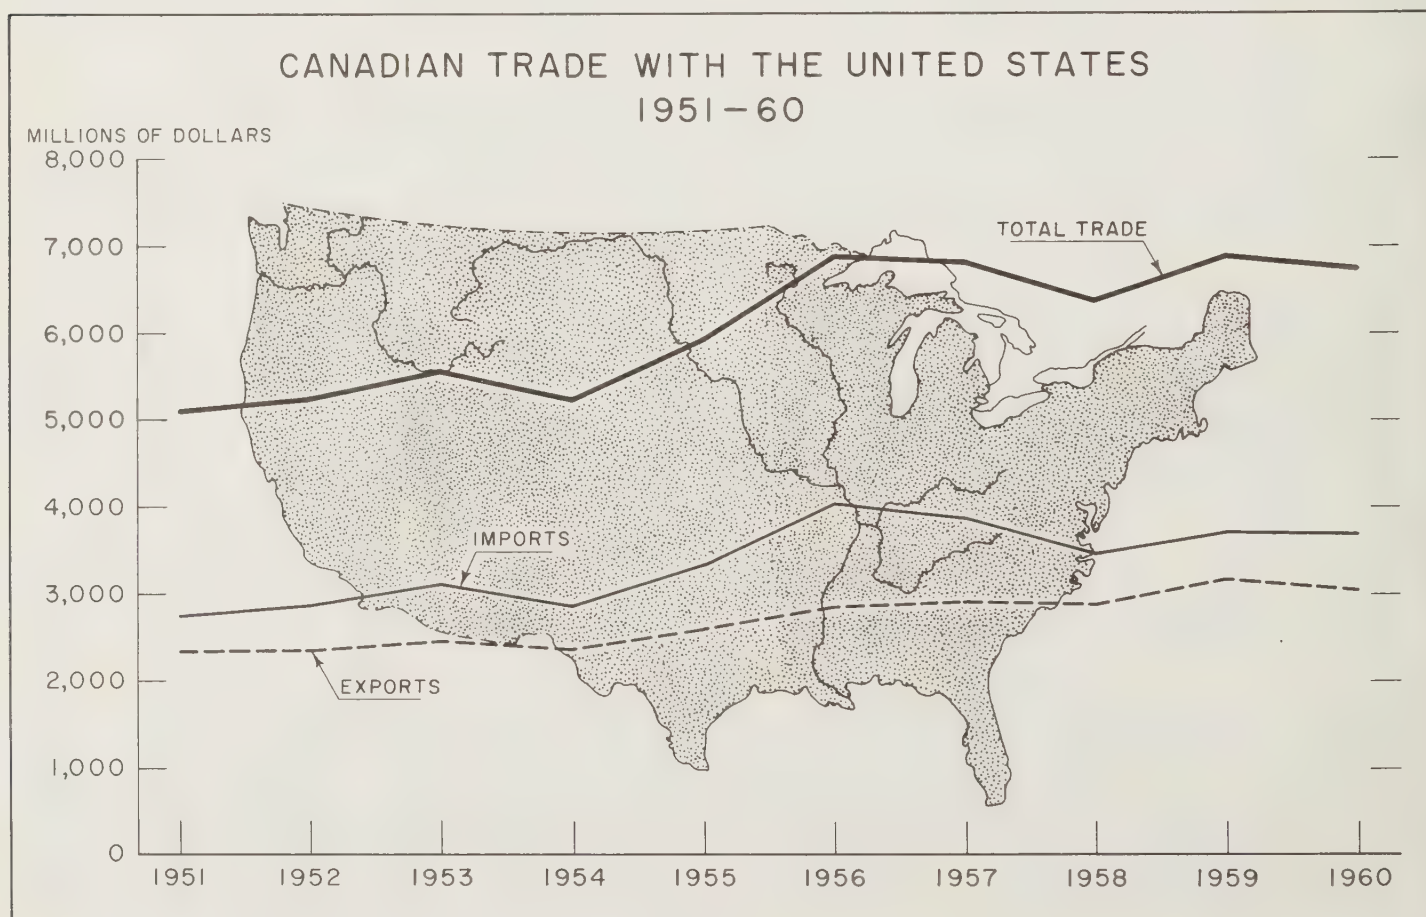 CANADIAN TRADE WITH THE UNITED STATES
1951-60
MILLIONS OF DOLLARS
8,000
7,000
6,000
5,000
4,000
3,000
2,000
1,000
0
TOTAL TRADE
IMPORTS
EXPORTS
1951 1952 1953 1954 1955 1956 1957 1958 1959 1960